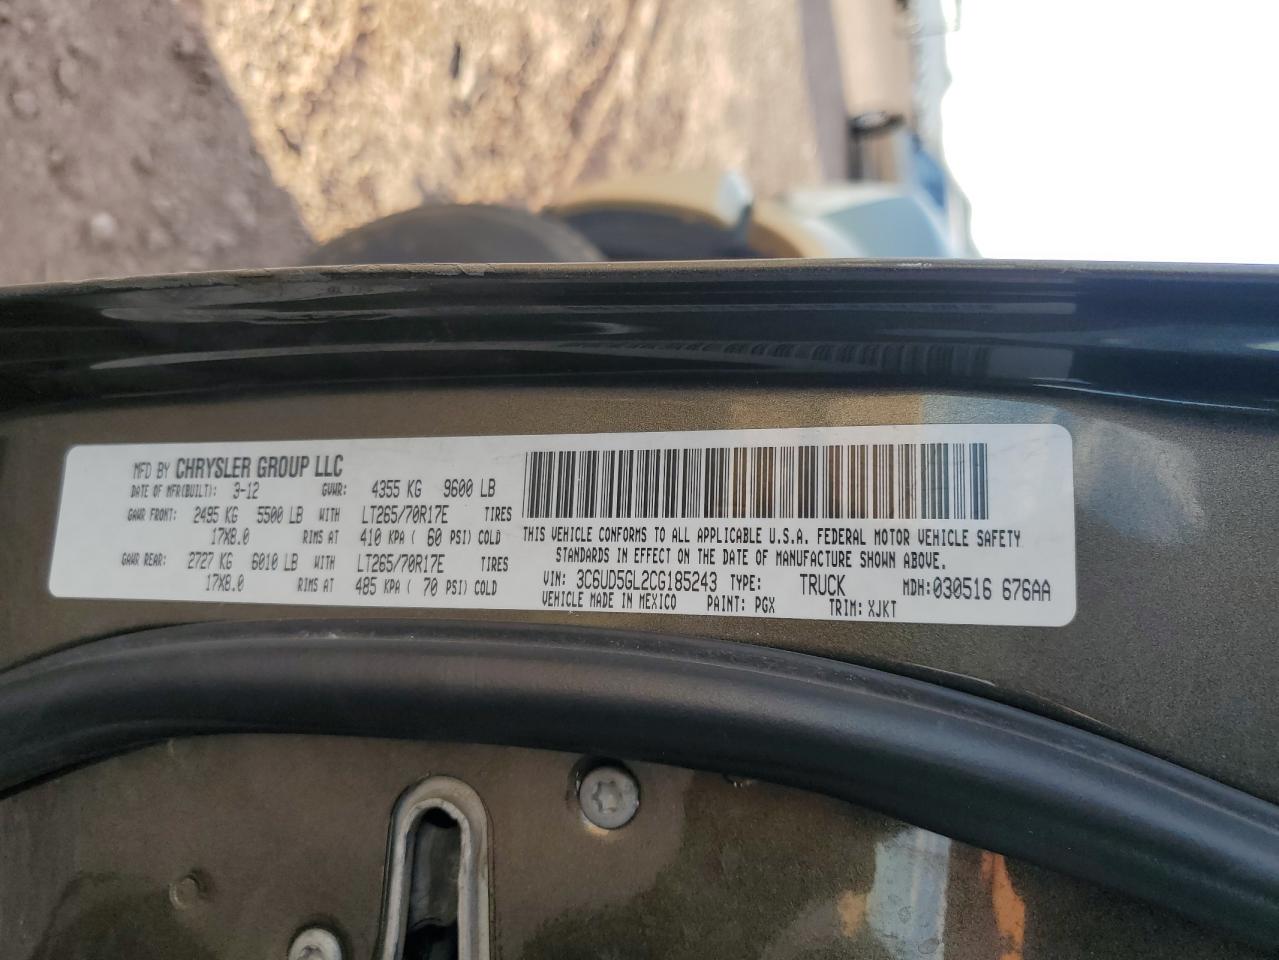 MFD BY CHRYSLER GROUP LLC
DATE OF MFR(BUILT): 3-12 GVWR: 4355 KG 9600 LB
GAWR FRONT: 2495 KG 5500 LB WITH LT265/70R17E TIRES
17X8.0 RIMS AT 410 KPA ( 60 PSI) COLD
GAWR REAR: 2727 KG 6010 LB WITH LT265/70R17E TIRES
17X8.0 RIMS AT 485 KPA ( 70 PSI) COLD
THIS VEHICLE CONFORMS TO ALL APPLICABLE U.S.A. FEDERAL MOTOR VEHICLE SAFETY
STANDARDS IN EFFECT ON THE DATE OF MANUFACTURE SHOWN ABOVE.
VIN: 3C6UD5GL2CG185243 TYPE: TRUCK MDH:030516 676AA
VEHICLE MADE IN MEXICO PAINT: PGX TRIM: XJKT